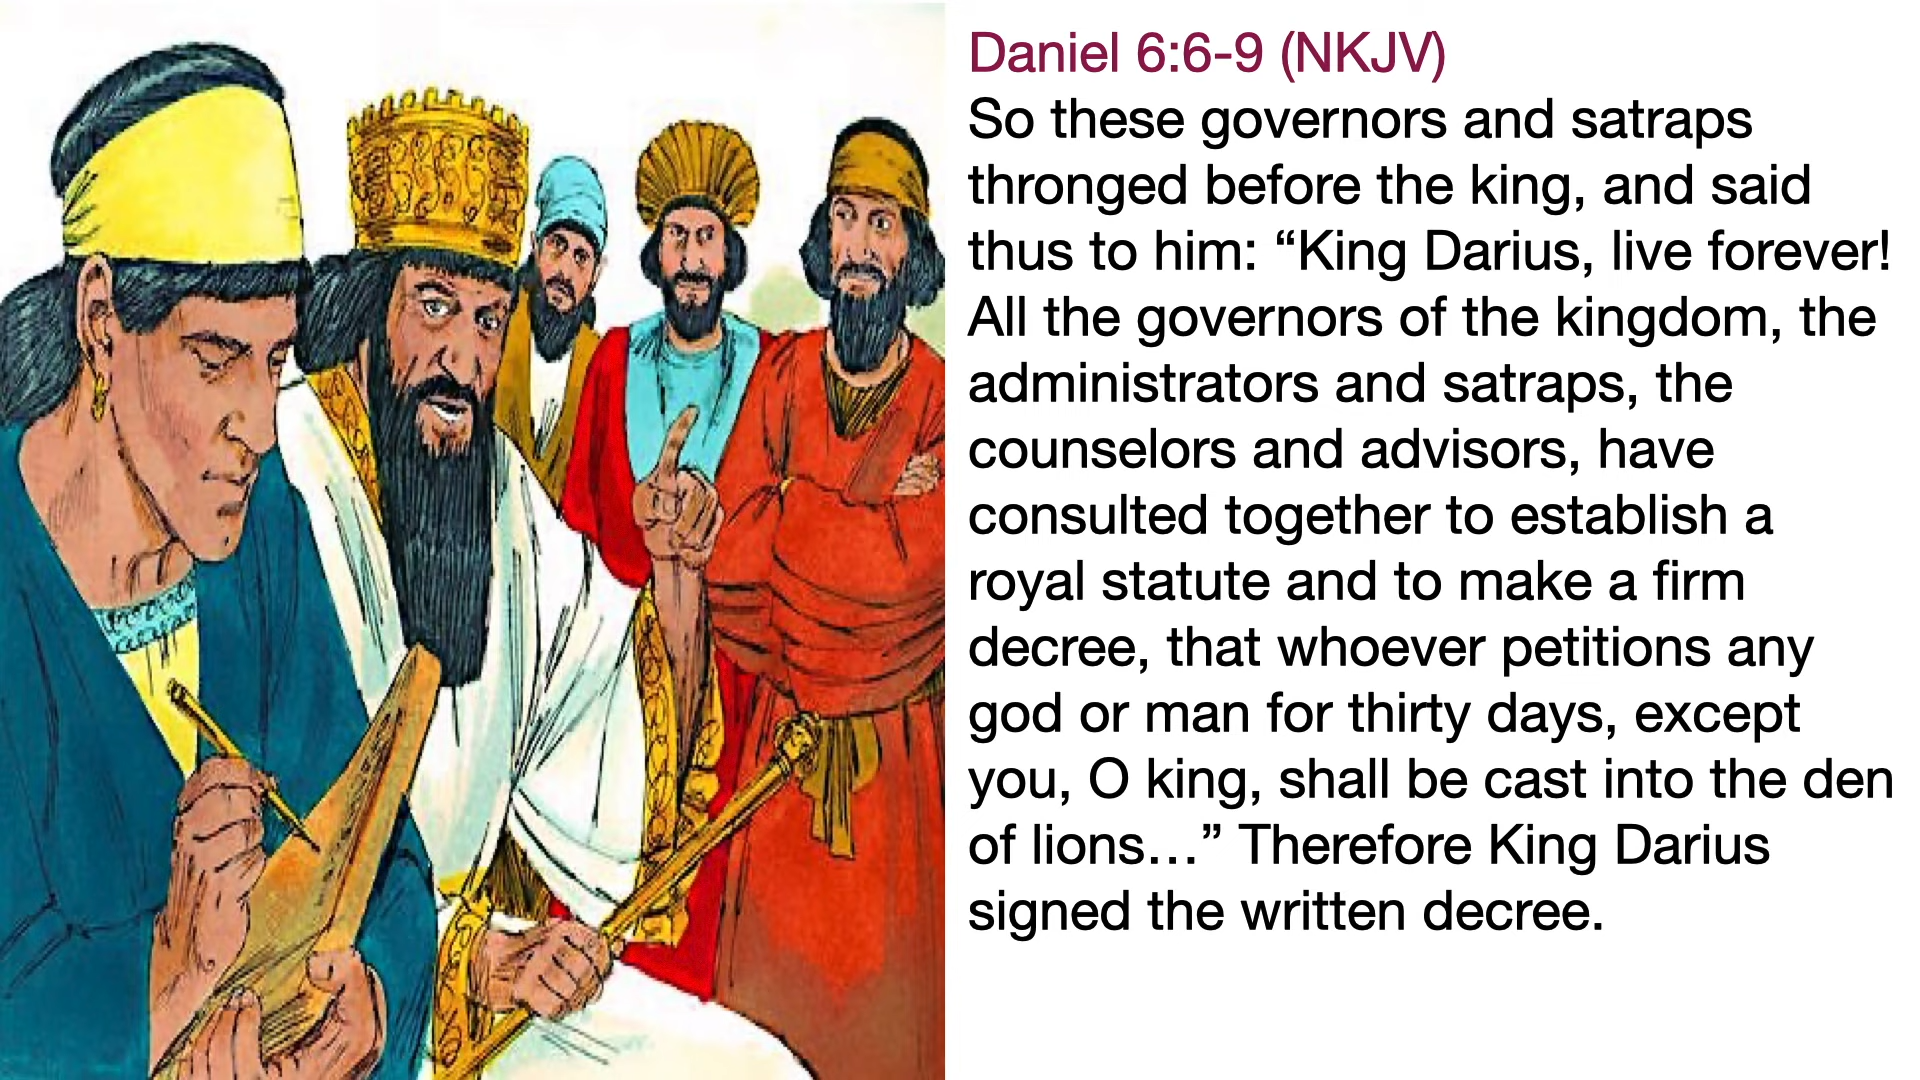 Daniel 6:6-9 (NKJV)
So these governors and satraps
thronged before the king, and said
thus to him: “King Darius, live forever!
All the governors of the kingdom, the
administrators and satraps, the
counselors and advisors, have
consulted together to establish a
royal statute and to make a firm
decree, that whoever petitions any
god or man for thirty days, except
you, O king, shall be cast into the den
of lions…” Therefore King Darius
signed the written decree.